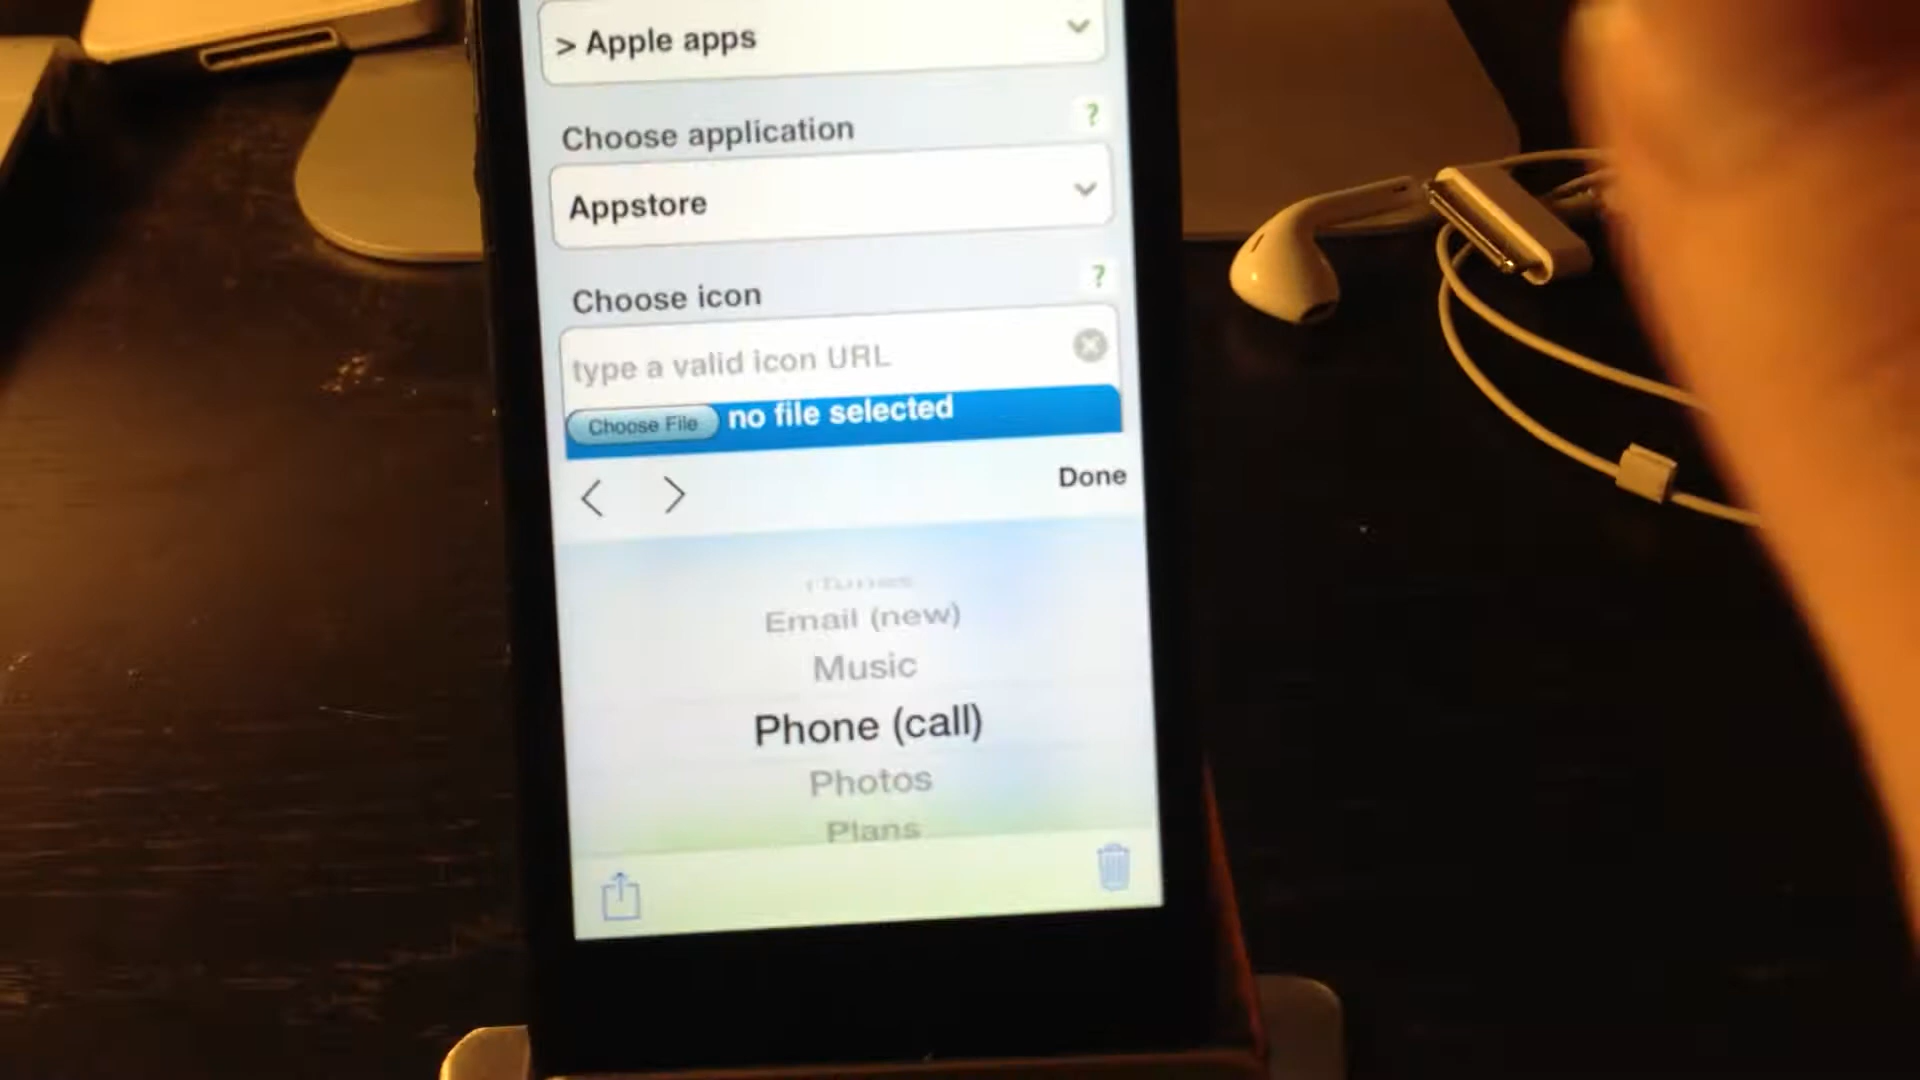 > Apple apps
Choose application
?
Appstore
Choose icon
?
type a valid icon URL
Choose File no file selected
Done
iTunes
Email (new)
Music
Phone (call)
Photos
Plans